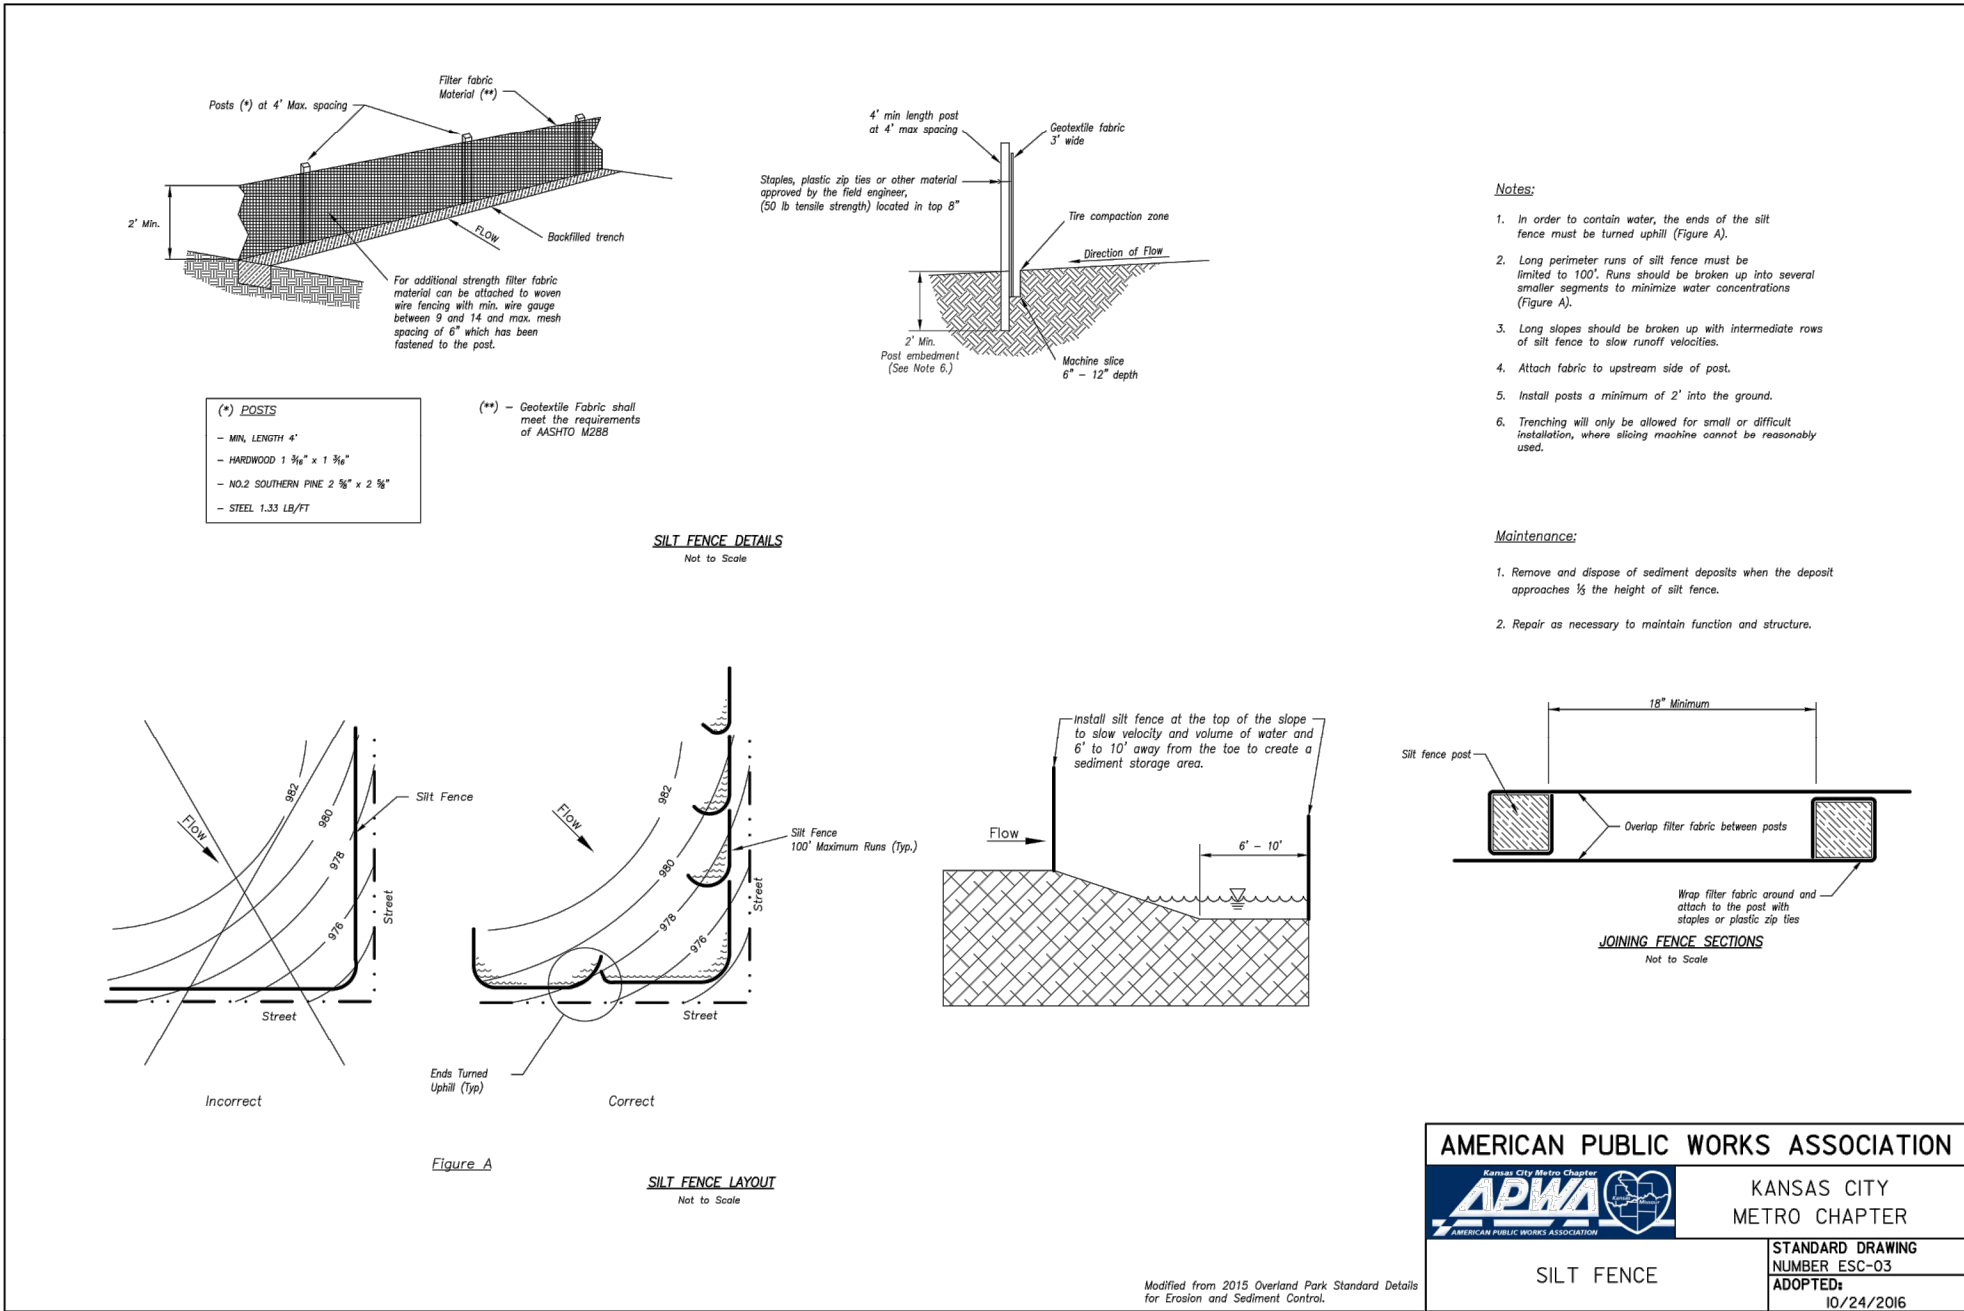 Filter fabric
Material (**)
Posts (*) at 4' Max. spacing
2' Min.
FLOW
Backfilled trench
For additional strength filter fabric
material can be attached to woven
wire fencing with min. wire gauge
between 9 and 14 and max. mesh
spacing of 6" which has been
fastened to the post.
(*) POSTS
– MIN, LENGTH 4'
– HARDWOOD 1 3/16" x 1 3/16"
– NO.2 SOUTHERN PINE 2 5/8" x 2 5/8"
– STEEL 1.33 LB/FT
(**) – Geotextile Fabric shall
meet the requirements
of AASHTO M288
4' min length post
at 4' max spacing
Geotextile fabric
3' wide
Staples, plastic zip ties or other material
approved by the field engineer,
(50 lb tensile strength) located in top 8"
Tire compaction zone
Direction of Flow
2' Min.
Post embedment
(See Note 6.)
Machine slice
6" – 12" depth
SILT FENCE DETAILS
Not to Scale
Notes:
1. In order to contain water, the ends of the silt
fence must be turned uphill (Figure A).
2. Long perimeter runs of silt fence must be
limited to 100'. Runs should be broken up into several
smaller segments to minimize water concentrations
(Figure A).
3. Long slopes should be broken up with intermediate rows
of silt fence to slow runoff velocities.
4. Attach fabric to upstream side of post.
5. Install posts a minimum of 2' into the ground.
6. Trenching will only be allowed for small or difficult
installation, where slicing machine cannot be reasonably
used.
Maintenance:
1. Remove and dispose of sediment deposits when the deposit
approaches 1/3 the height of silt fence.
2. Repair as necessary to maintain function and structure.
Flow
982
980
978
976
Silt Fence
Street
Street
Incorrect
Flow
982
980
978
976
Silt Fence
100' Maximum Runs (Typ.)
Street
Street
Ends Turned
Uphill (Typ)
Correct
Figure A
SILT FENCE LAYOUT
Not to Scale
Install silt fence at the top of the slope
to slow velocity and volume of water and
6' to 10' away from the toe to create a
sediment storage area.
Flow
6' – 10'
18" Minimum
Silt fence post
Overlap filter fabric between posts
Wrap filter fabric around and
attach to the post with
staples or plastic zip ties
JOINING FENCE SECTIONS
Not to Scale
Modified from 2015 Overland Park Standard Details
for Erosion and Sediment Control.
AMERICAN PUBLIC WORKS ASSOCIATION
Kansas City Metro Chapter
APWA
Kansas
Missouri
AMERICAN PUBLIC WORKS ASSOCIATION
KANSAS CITY
METRO CHAPTER
SILT FENCE
STANDARD DRAWING
NUMBER ESC-03
ADOPTED:
10/24/2016